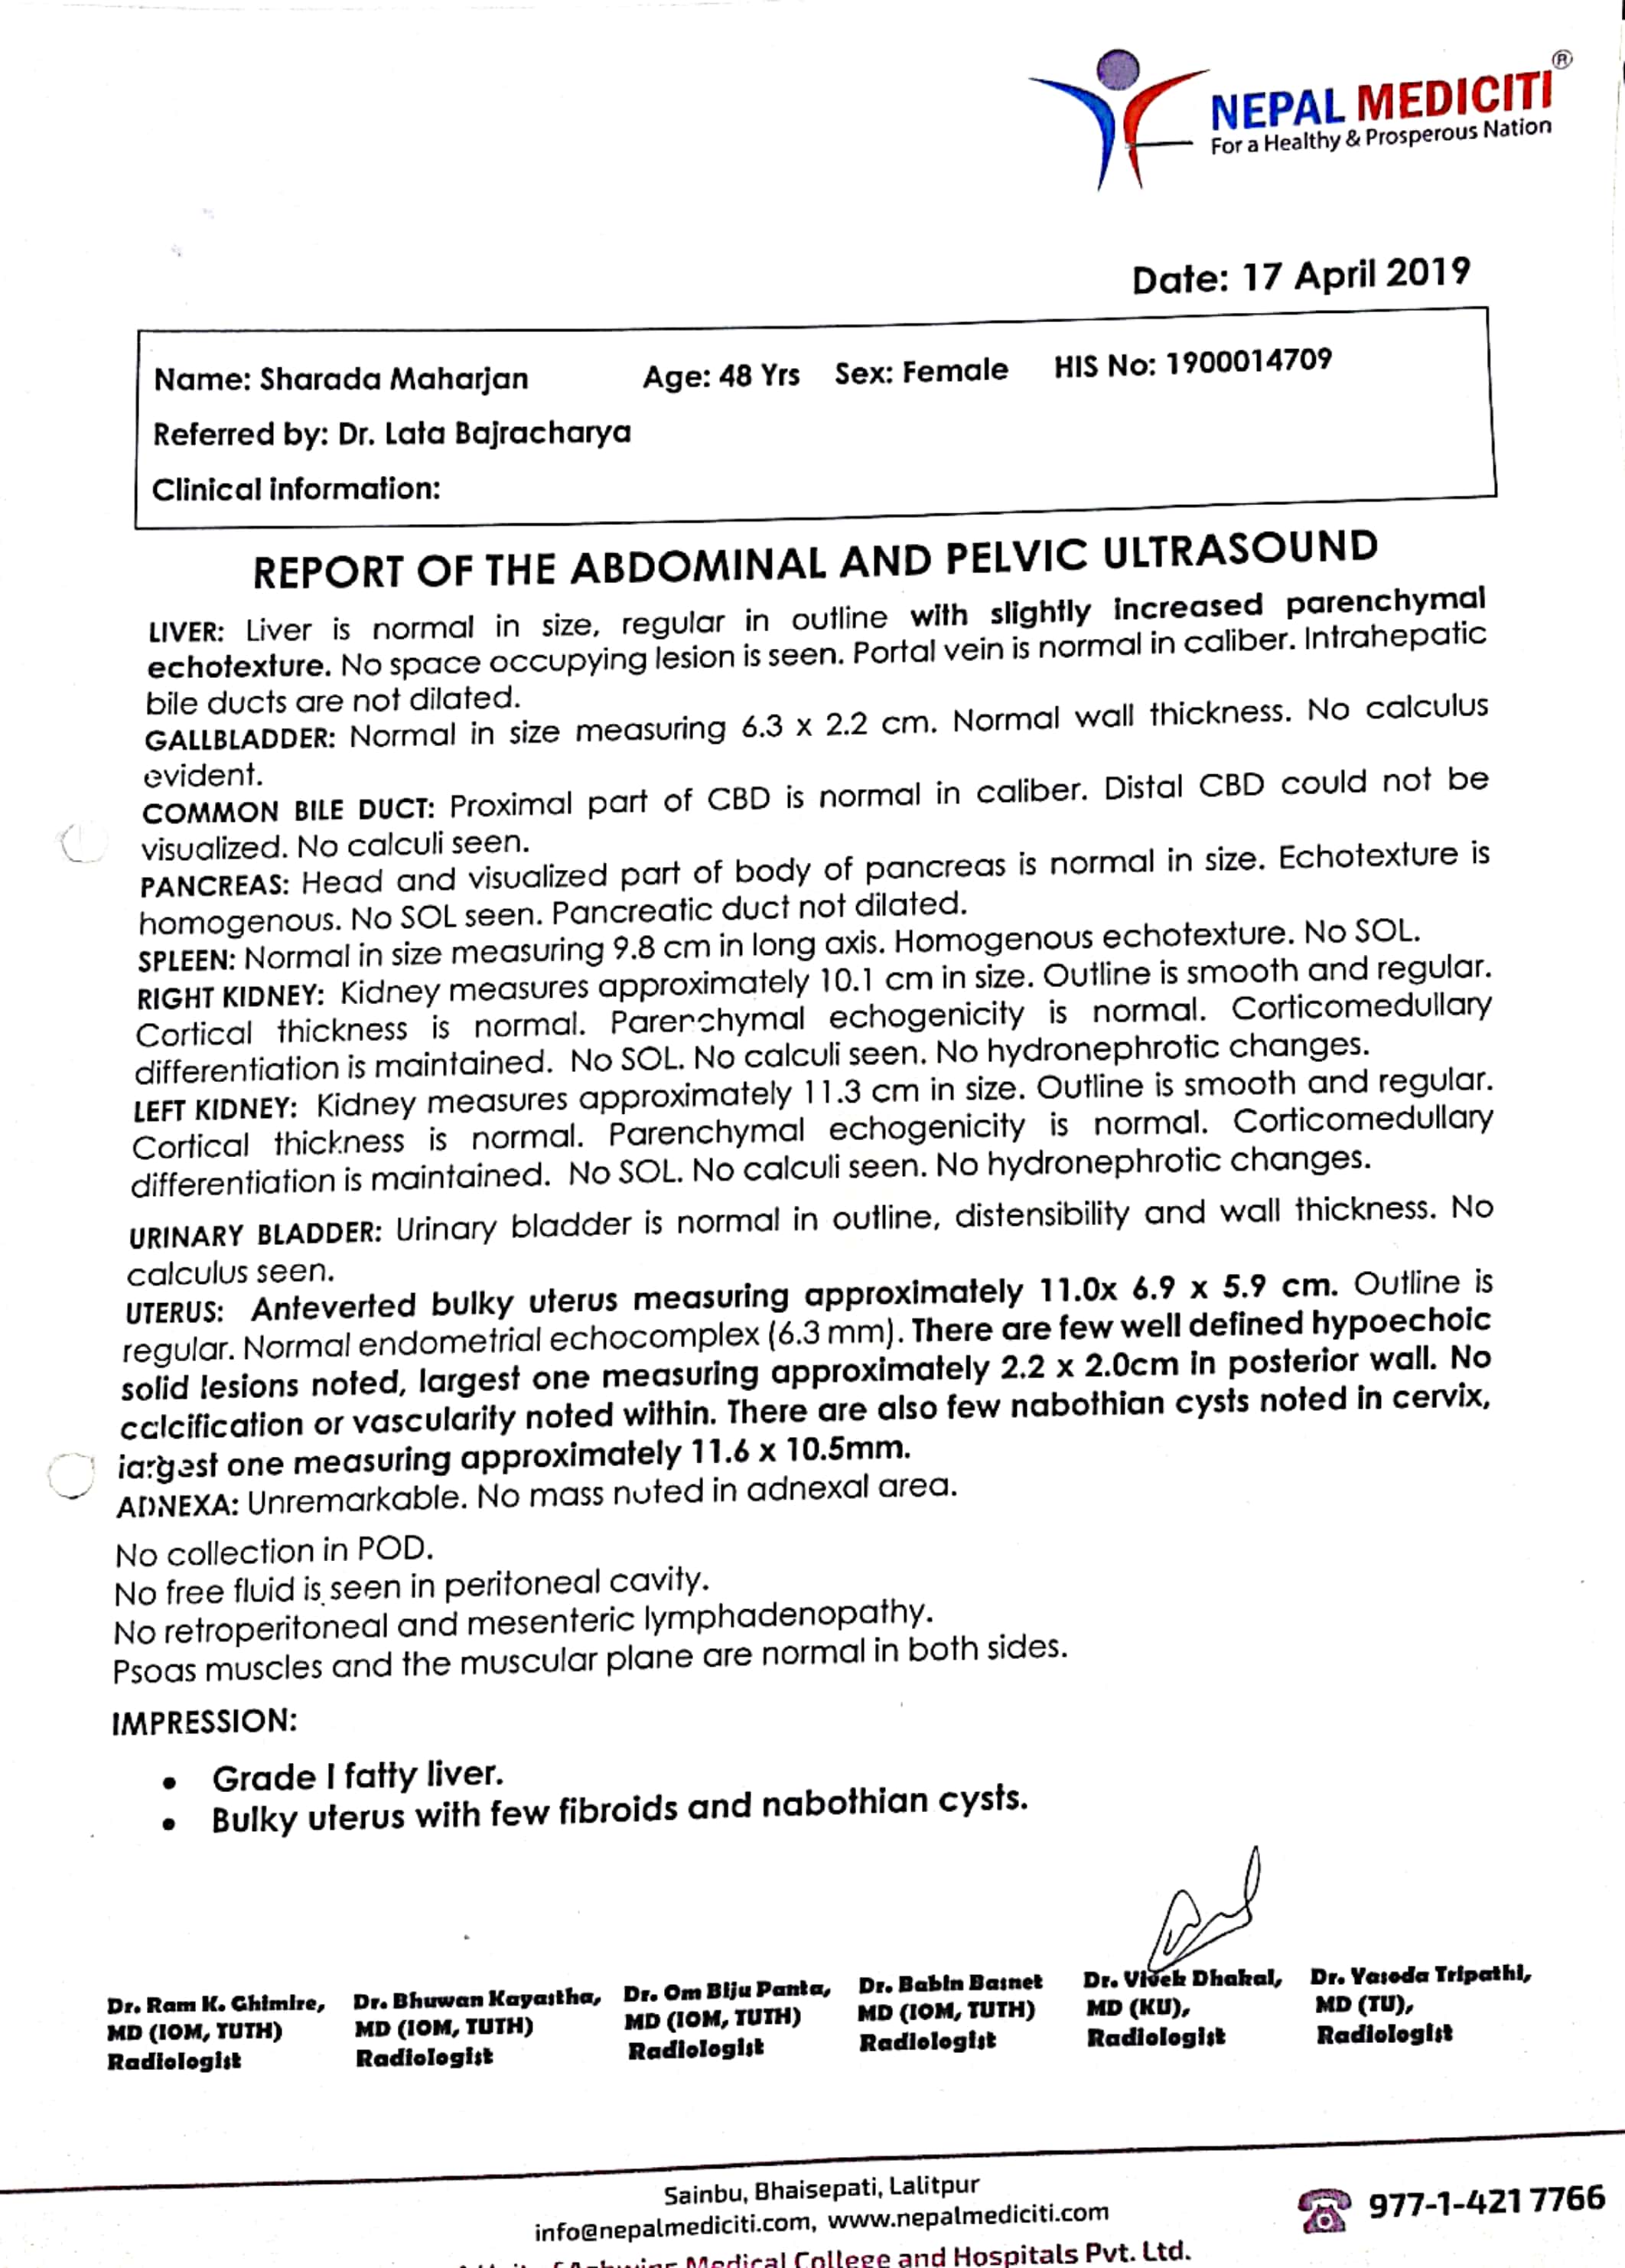 NEPAL MEDICITI®
For a Healthy & Prosperous Nation
Date: 17 April 2019
Name: Sharada Maharjan Age: 48 Yrs Sex: Female HIS No: 1900014709
Referred by: Dr. Lata Bajracharya
Clinical information:
REPORT OF THE ABDOMINAL AND PELVIC ULTRASOUND
LIVER: Liver is normal in size, regular in outline with slightly increased parenchymal
echotexture. No space occupying lesion is seen. Portal vein is normal in caliber. Intrahepatic
bile ducts are not dilated.
GALLBLADDER: Normal in size measuring 6.3 x 2.2 cm. Normal wall thickness. No calculus
evident.
COMMON BILE DUCT: Proximal part of CBD is normal in caliber. Distal CBD could not be
visualized. No calculi seen.
PANCREAS: Head and visualized part of body of pancreas is normal in size. Echotexture is
homogenous. No SOL seen. Pancreatic duct not dilated.
SPLEEN: Normal in size measuring 9.8 cm in long axis. Homogenous echotexture. No SOL.
RIGHT KIDNEY: Kidney measures approximately 10.1 cm in size. Outline is smooth and regular.
Cortical thickness is normal. Parenchymal echogenicity is normal. Corticomedullary
differentiation is maintained. No SOL. No calculi seen. No hydronephrotic changes.
LEFT KIDNEY: Kidney measures approximately 11.3 cm in size. Outline is smooth and regular.
Cortical thickness is normal. Parenchymal echogenicity is normal. Corticomedullary
differentiation is maintained. No SOL. No calculi seen. No hydronephrotic changes.
URINARY BLADDER: Urinary bladder is normal in outline, distensibility and wall thickness. No
calculus seen.
UTERUS: Anteverted bulky uterus measuring approximately 11.0x 6.9 x 5.9 cm. Outline is
regular. Normal endometrial echocomplex (6.3 mm). There are few well defined hypoechoic
solid lesions noted, largest one measuring approximately 2.2 x 2.0cm in posterior wall. No
calcification or vascularity noted within. There are also few nabothian cysts noted in cervix,
largest one measuring approximately 11.6 x 10.5mm.
ADNEXA: Unremarkable. No mass noted in adnexal area.
No collection in POD.
No free fluid is seen in peritoneal cavity.
No retroperitoneal and mesenteric lymphadenopathy.
Psoas muscles and the muscular plane are normal in both sides.
IMPRESSION:
• Grade I fatty liver.
• Bulky uterus with few fibroids and nabothian cysts.
Dr. Ram K. Ghimire, Dr. Bhuwan Kayastha, Dr. Om Biju Panta, Dr. Babin Basnet Dr. Vivek Dhakal, Dr. Yasoda Tripathi,
MD (IOM, TUTH) MD (IOM, TUTH) MD (IOM, TUTH) MD (IOM, TUTH) MD (KU), MD (TU),
Radiologist Radiologist Radiologist Radiologist Radiologist Radiologist
Sainbu, Bhaisepati, Lalitpur
info@nepalmediciti.com, www.nepalmediciti.com
977-1-421 7766
Medical College and Hospitals Pvt. Ltd.